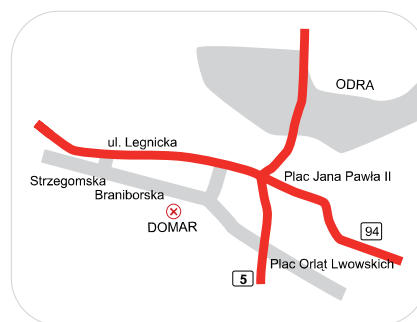 ODRA
ul. Legnicka
Plac Jana Pawła II
Strzegomska
Braniborska
DOMAR
94
Plac Orląt Lwowskich
5